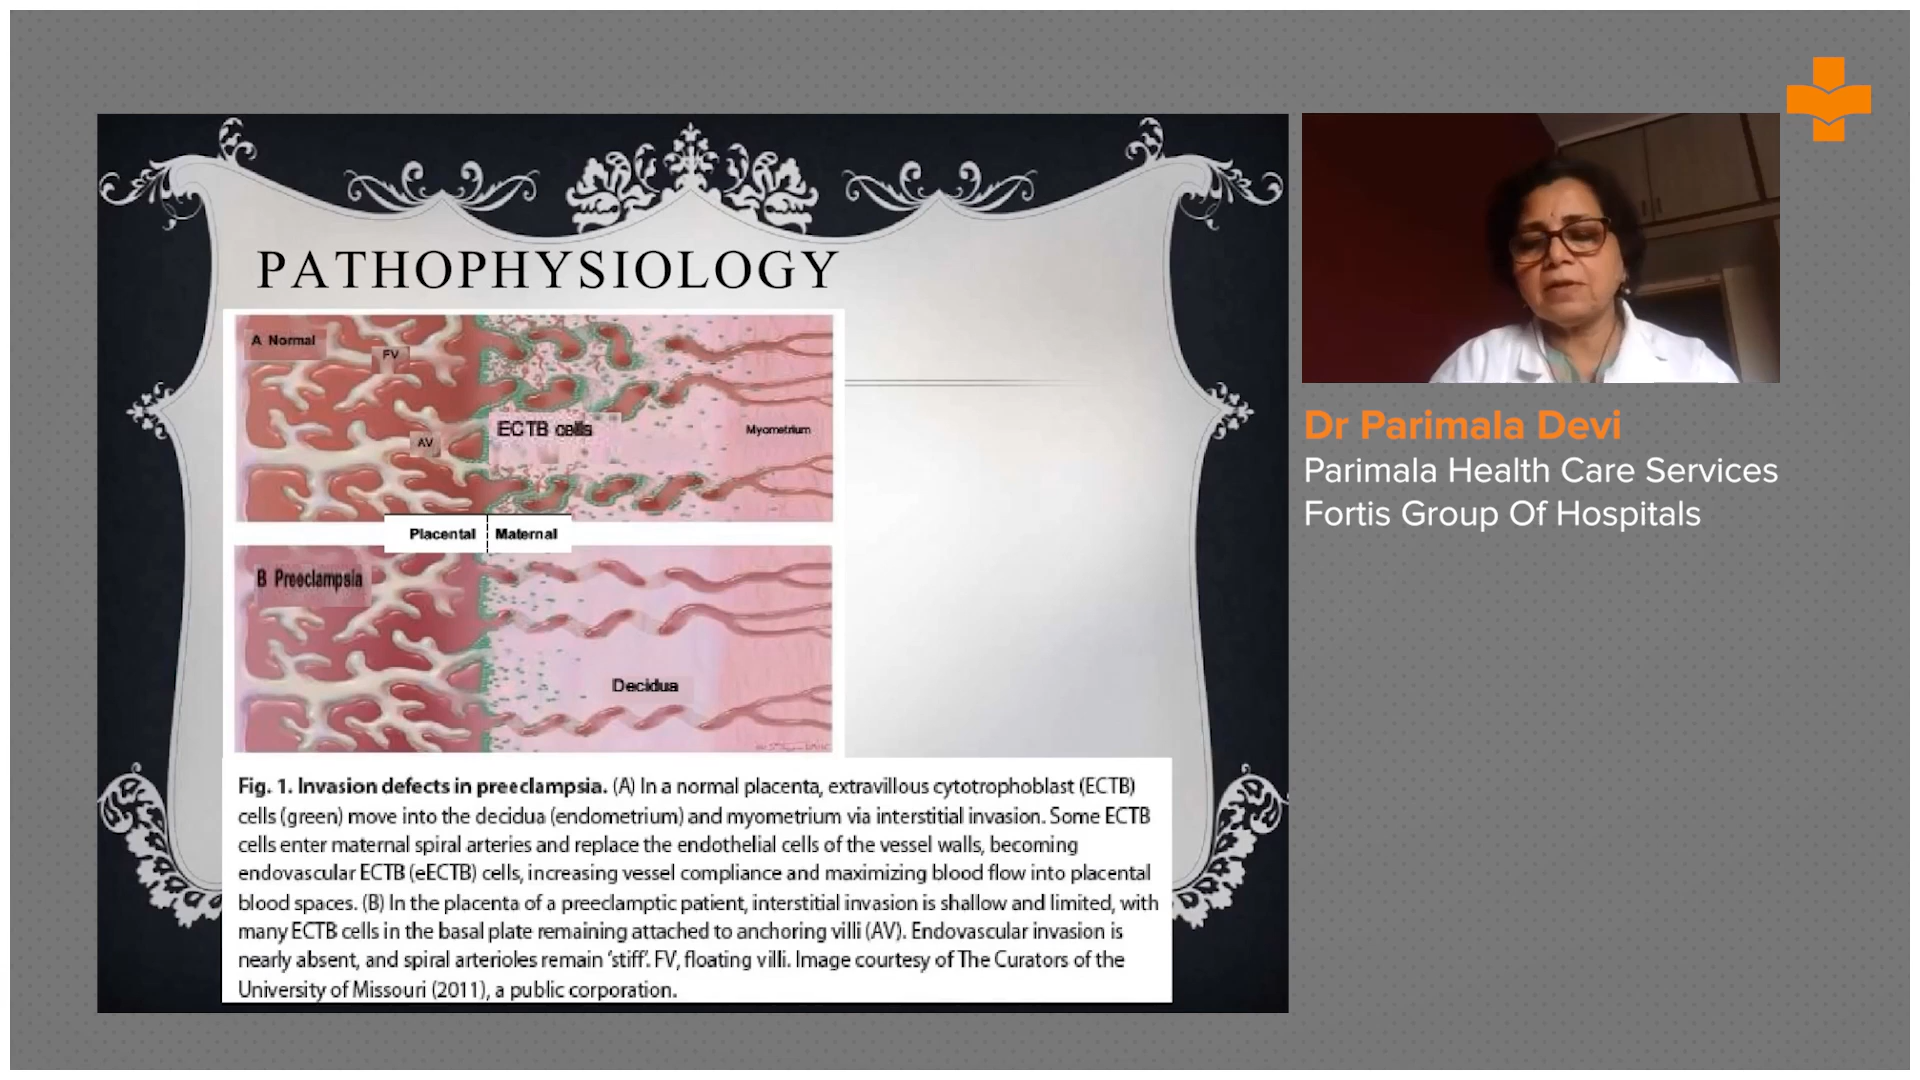 PATHOPHYSIOLOGY
A Normal
FV
AV
ECTB cells
Myometrium
Placental
Maternal
B Preeclampsia
Decidua
Fig. 1. Invasion defects in preeclampsia. (A) In a normal placenta, extravillous cytotrophoblast (ECTB)
cells (green) move into the decidua (endometrium) and myometrium via interstitial invasion. Some ECTB
cells enter maternal spiral arteries and replace the endothelial cells of the vessel walls, becoming
endovascular ECTB (eECTB) cells, increasing vessel compliance and maximizing blood flow into placental
blood spaces. (B) In the placenta of a preeclamptic patient, interstitial invasion is shallow and limited, with
many ECTB cells in the basal plate remaining attached to anchoring villi (AV). Endovascular invasion is
nearly absent, and spiral arterioles remain ‘stiff’. FV, floating villi. Image courtesy of The Curators of the
University of Missouri (2011), a public corporation.
Dr Parimala Devi
Parimala Health Care Services
Fortis Group Of Hospitals